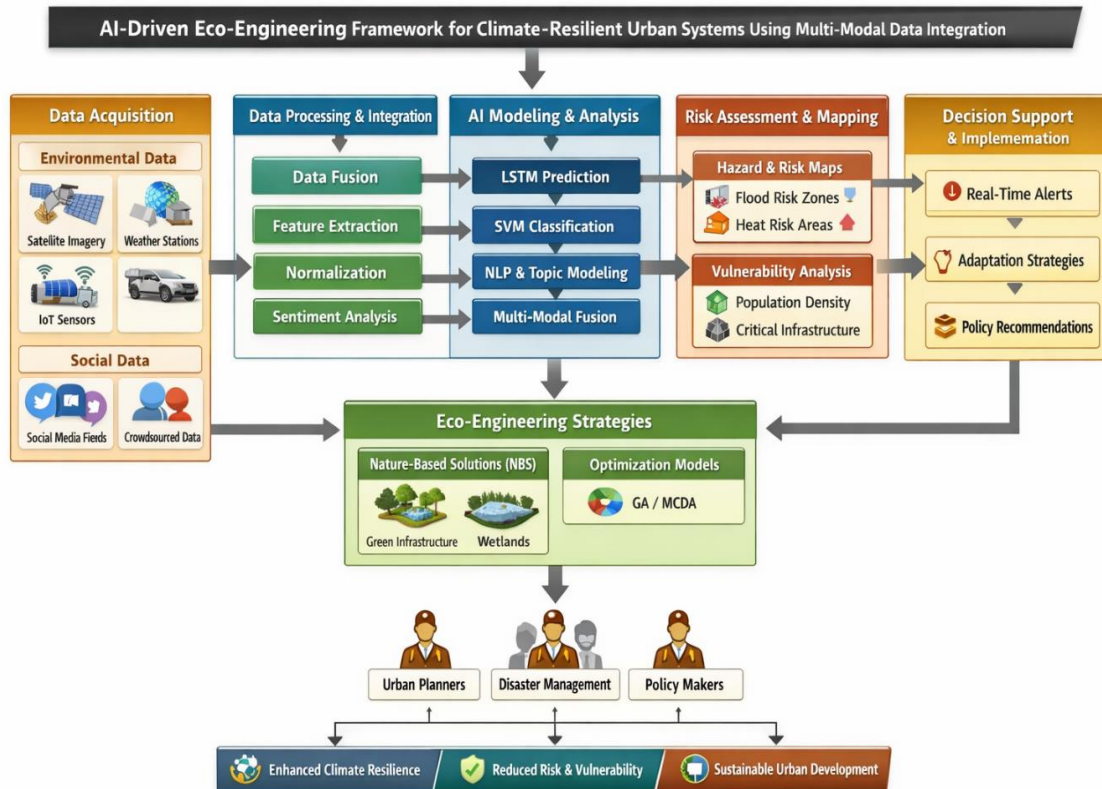 AI-Driven Eco-Engineering Framework for Climate-Resilient Urban Systems Using Multi-Modal Data Integration
Data Acquisition
Environmental Data
Satellite Imagery
Weather Stations
IoT Sensors
Social Data
Social Media Fierds
Crowdsourced Data
Data Processing & Integration
Data Fusion
Feature Extraction
Normalization
Sentiment Analysis
AI Modeling & Analysis
LSTM Prediction
SVM Classification
NLP & Topic Modeling
Multi-Modal Fusion
Risk Assessment & Mapping
Hazard & Risk Maps
Flood Risk Zones
Heat Risk Areas
Vulnerability Analysis
Population Density
Critical Infrastructure
Decision Support
& Implememation
Real-Time Alerts
Adaptation Strategies
Policy Recommendations
Eco-Engineering Strategies
Nature-Based Solutions (NBS)
Green Infrastructure
Wetlands
Optimization Models
GA / MCDA
Urban Planners
Disaster Management
Policy Makers
Enhanced Climate Resilience
Reduced Risk & Vulnerability
Sustainable Urban Development